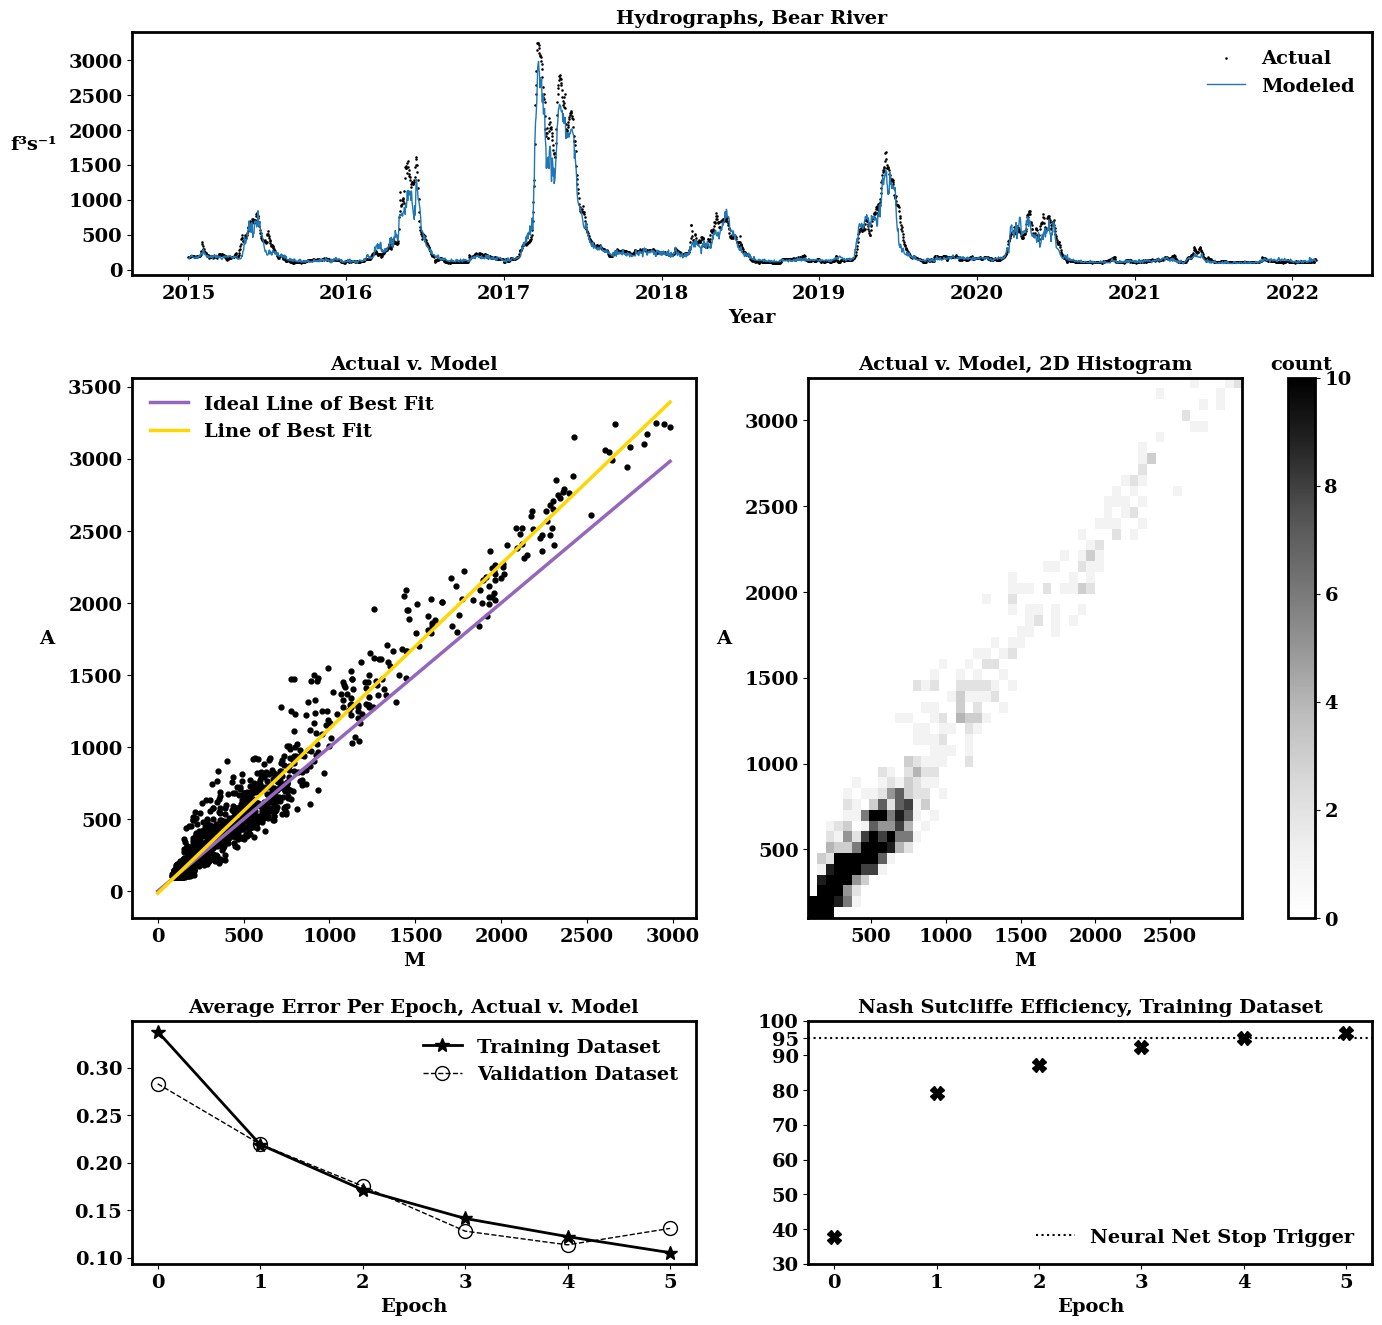 Hydrographs, Bear River
3000
2500
2000
1500
1000
500
0
f³s⁻¹
Actual
Modeled
2015 2016 2017 2018 2019 2020 2021 2022
Year
Actual v. Model
3500
3000
2500
2000
1500
1000
500
0
A
Ideal Line of Best Fit
Line of Best Fit
0 500 1000 1500 2000 2500 3000
M
Actual v. Model, 2D Histogram
3000
2500
2000
1500
1000
500
A
500 1000 1500 2000 2500
M
count
10
8
6
4
2
0
Average Error Per Epoch, Actual v. Model
0.30
0.25
0.20
0.15
0.10
Training Dataset
Validation Dataset
0 1 2 3 4 5
Epoch
Nash Sutcliffe Efficiency, Training Dataset
100
95
90
80
70
60
50
40
30
Neural Net Stop Trigger
0 1 2 3 4 5
Epoch